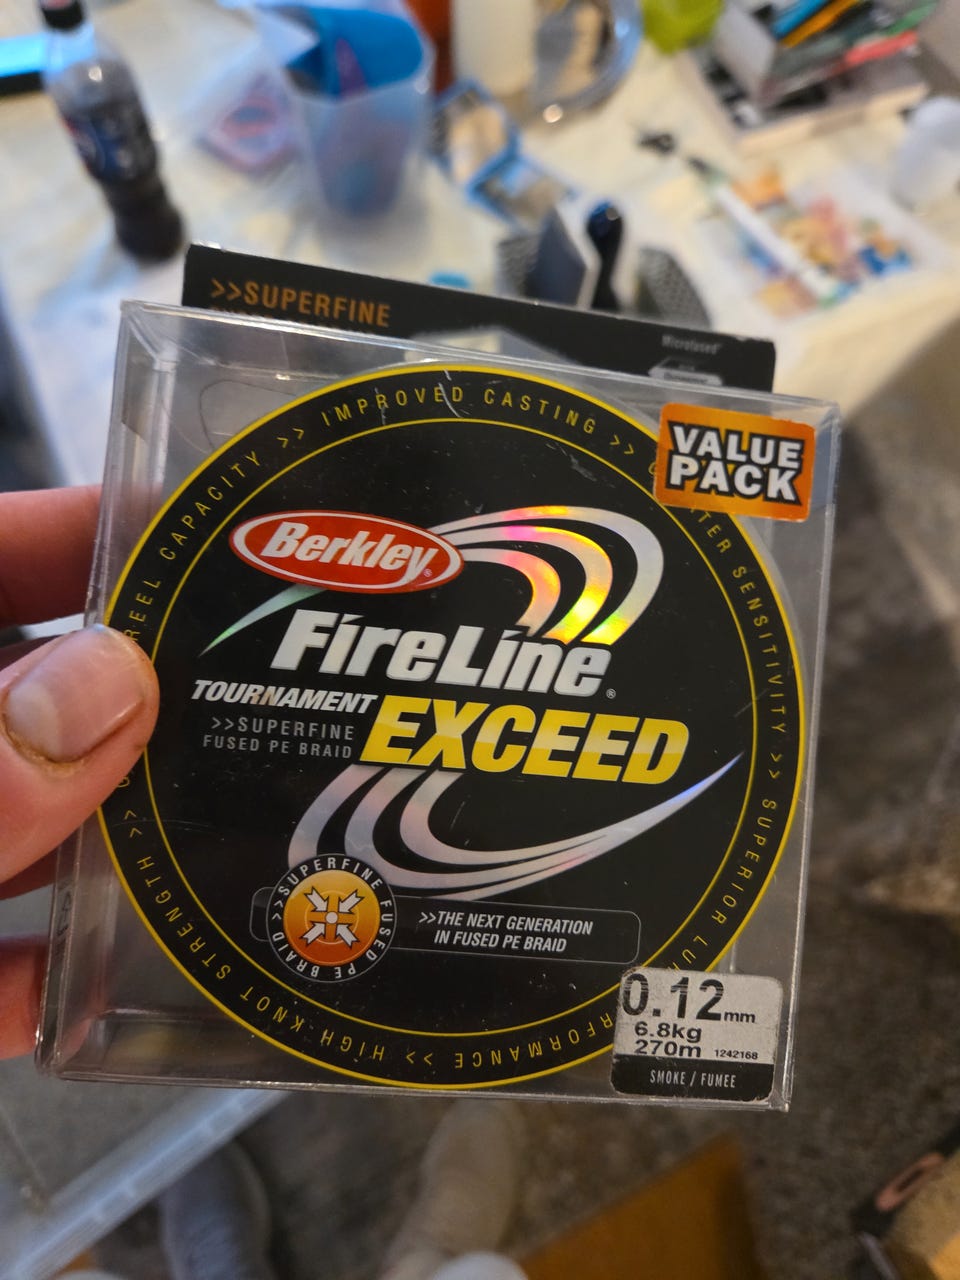 >>SUPERFINE
Microfused™
VALUE
PACK
REEL CAPACITY >> IMPROVED CASTING >>
SENSITIVITY >> SUPERIOR
>> HIGH KNOT STRENGTH >>
Berkley®
FireLine®
TOURNAMENT
EXCEED
>>SUPERFINE
FUSED PE BRAID
>>SUPERFINE FUSED PE BRAID
>>THE NEXT GENERATION
IN FUSED PE BRAID
0.12mm
6.8kg
270m 1242168
SMOKE / FUMEE